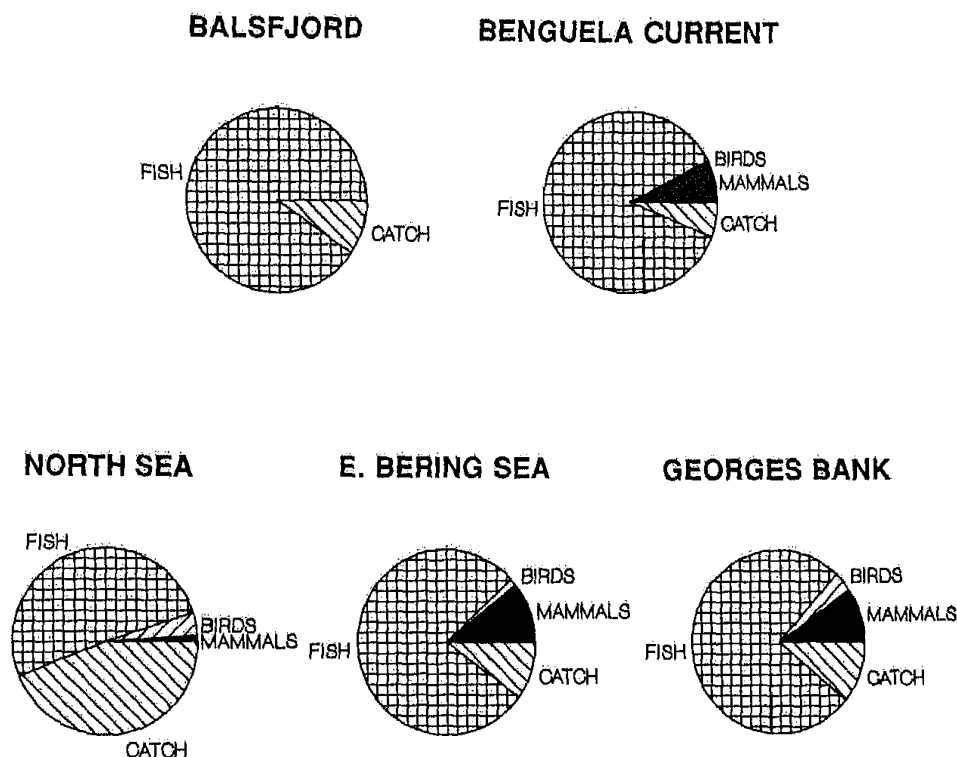 BALSFJORD
FISH
CATCH
BENGUELA CURRENT
BIRDS
MAMMALS
FISH
CATCH
NORTH SEA
FISH
BIRDS
MAMMALS
CATCH
E. BERING SEA
BIRDS
MAMMALS
FISH
CATCH
GEORGES BANK
BIRDS
MAMMALS
FISH
CATCH